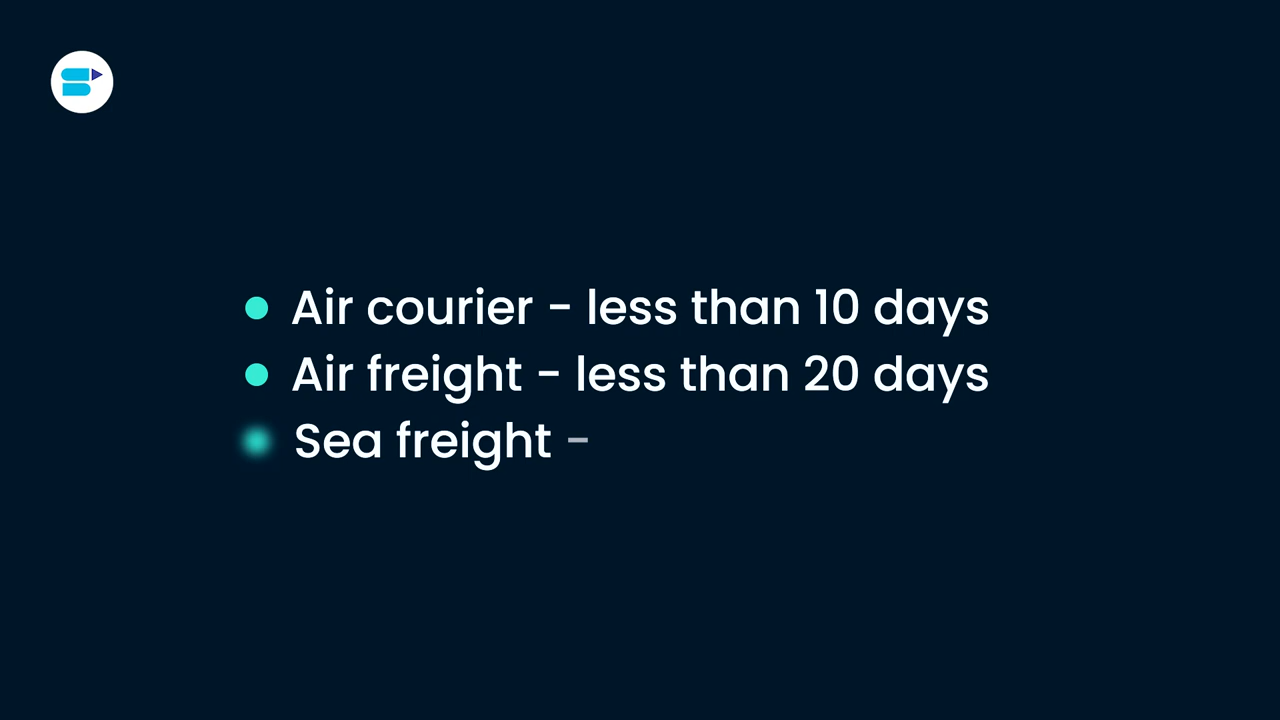 Air courier - less than 10 days
Air freight - less than 20 days
Sea freight -